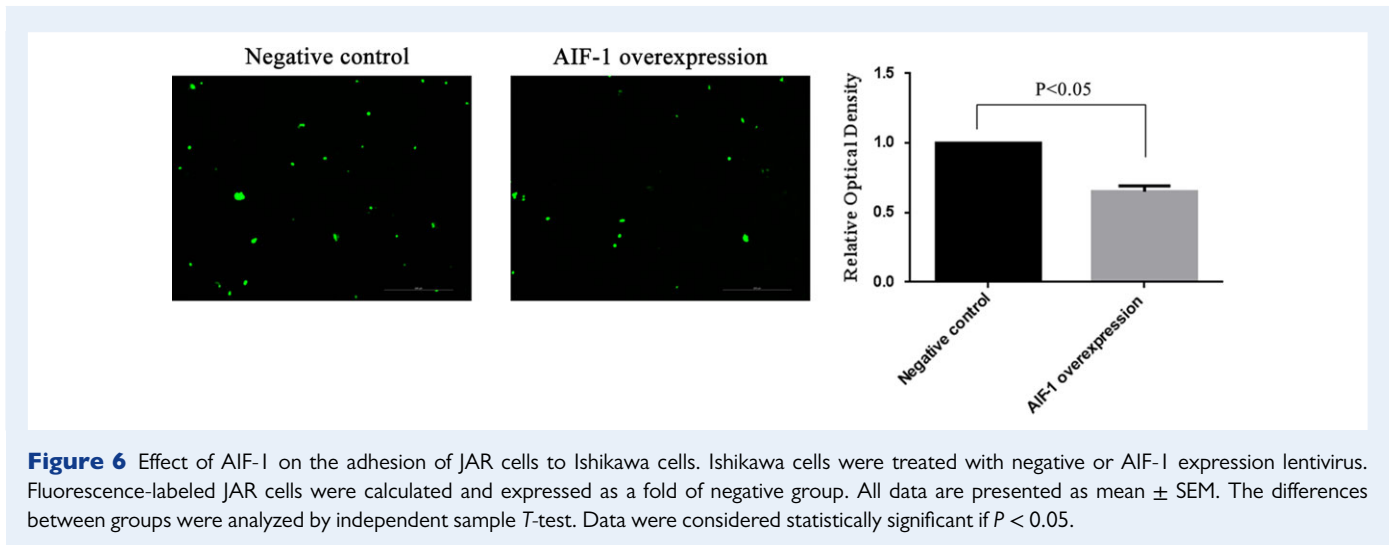 Negative control
AIF-1 overexpression
Relative Optical Density
1.5
1.0
0.5
0.0
P<0.05
Negative control
AIF-1 overexpression
Figure 6 Effect of AIF-1 on the adhesion of JAR cells to Ishikawa cells. Ishikawa cells were treated with negative or AIF-1 expression lentivirus.
Fluorescence-labeled JAR cells were calculated and expressed as a fold of negative group. All data are presented as mean ± SEM. The differences
between groups were analyzed by independent sample T-test. Data were considered statistically significant if P < 0.05.